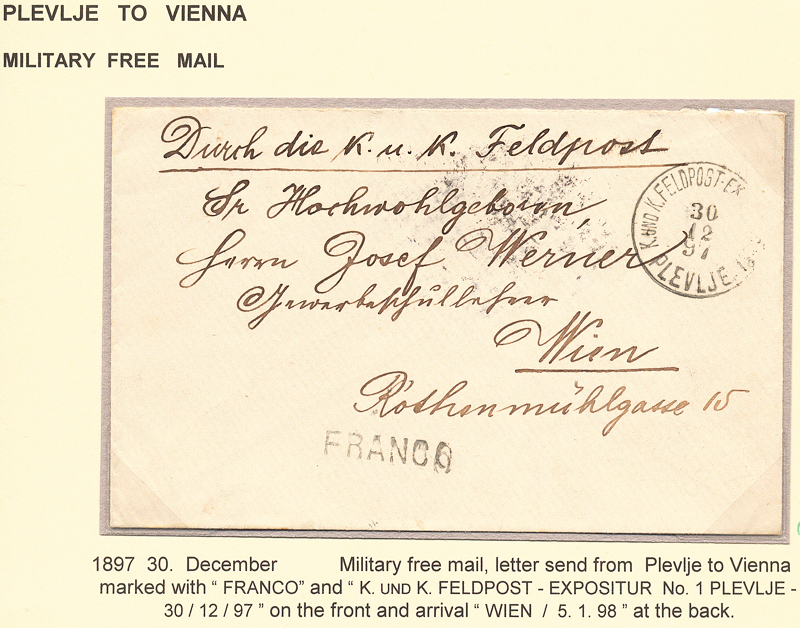 PLEVLJE TO VIENNA
MILITARY FREE MAIL
Durch die K. u. K. Feldpost
Sr Hochwohlgeboren,
Herrn Josef Werner
Gewerbeschullehrer
Wien
Röthenmühlgasse 15
K. UND K. FELDPOST-EX
30
12
97
PLEVLJE
FRANCO
1897 30. December Military free mail, letter send from Plevlje to Vienna
marked with “ FRANCO” and “ K. UND K. FELDPOST - EXPOSITUR No. 1 PLEVLJE -
30 / 12 / 97 ” on the front and arrival “ WIEN / 5. 1. 98 ” at the back.